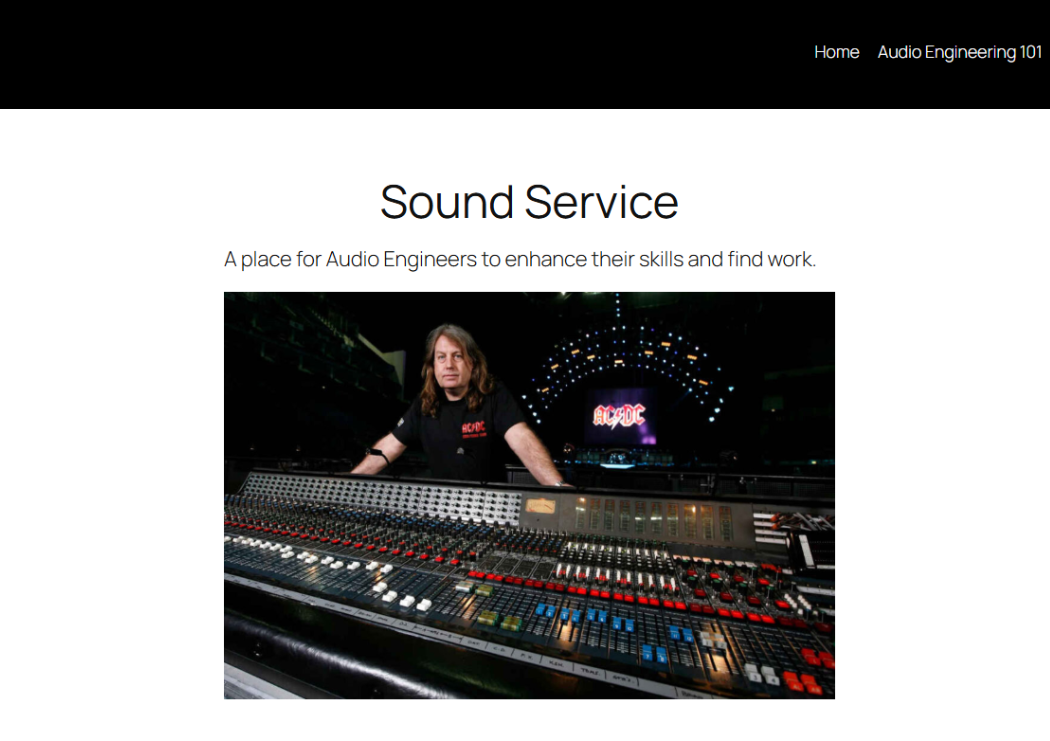 Home Audio Engineering 101
Sound Service
A place for Audio Engineers to enhance their skills and find work.
AC/DC
AC/DC